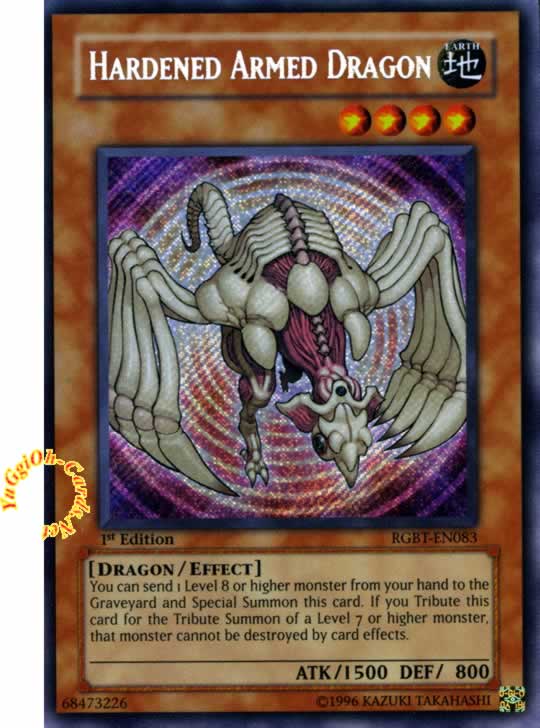 HARDENED ARMED DRAGON
EARTH
地
YuGgiOh-Cards.Net
1st Edition
RGBT-EN083
[DRAGON/EFFECT]
You can send 1 Level 8 or higher monster from your hand to the
Graveyard and Special Summon this card. If you Tribute this
card for the Tribute Summon of a Level 7 or higher monster,
that monster cannot be destroyed by card effects.
ATK/1500 DEF/ 800
68473226
©1996 KAZUKI TAKAHASHI